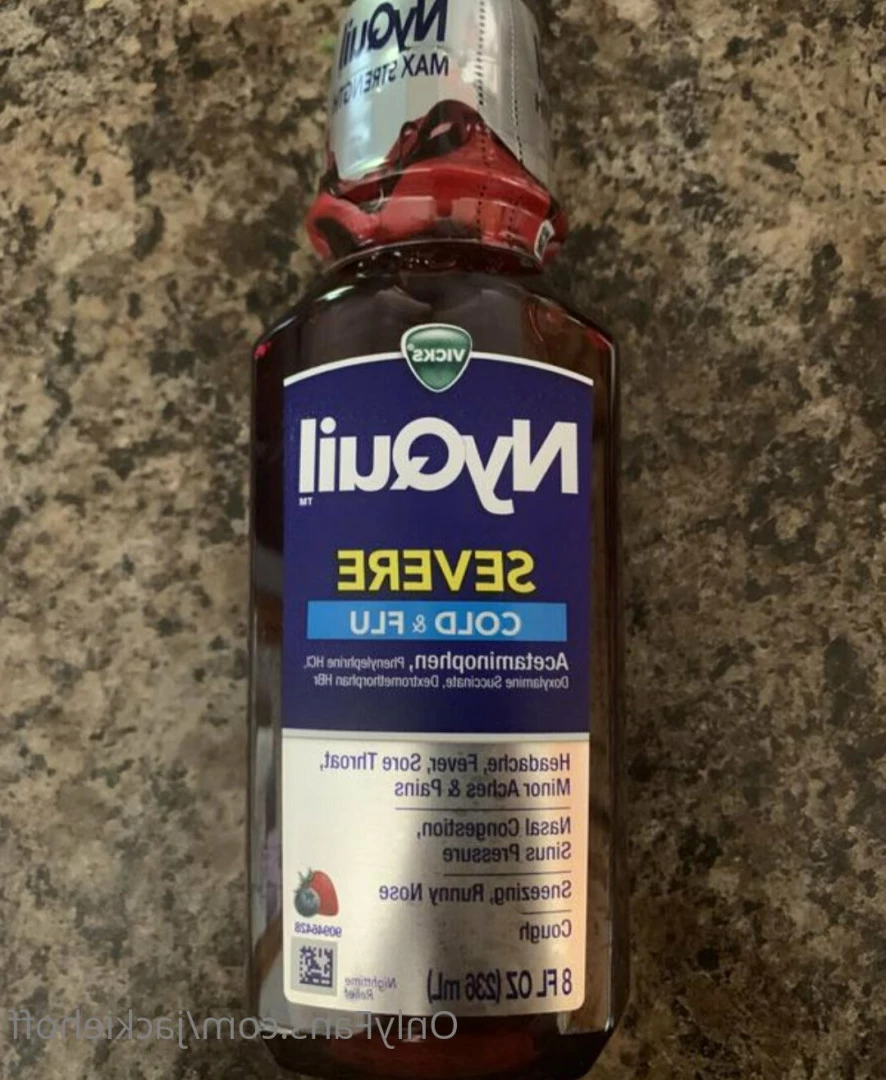 NyQuil
MAX STRENGTH
VICKS®
NyQuil™
SEVERE
COLD & FLU
Acetaminophen, Phenylephrine HCl,
Doxylamine Succinate, Dextromethorphan HBr
Headache, Fever, Sore Throat,
Minor Aches & Pains
Nasal Congestion,
Sinus Pressure
Sneezing, Runny Nose
Cough
90946428
8 FL OZ (236 mL)
Nighttime
Relief
OnlyFans.com/jackiehoff